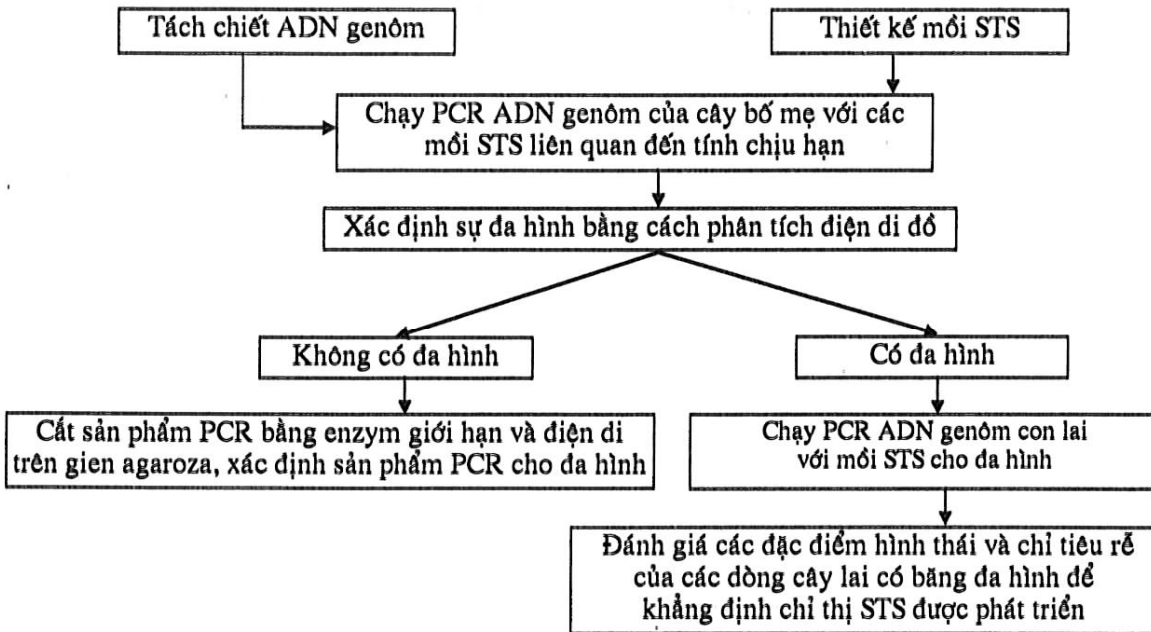 Tách chiết ADN genôm
Thiết kế mồi STS
Chạy PCR ADN genôm của cây bố mẹ với các
mồi STS liên quan đến tính chịu hạn
Xác định sự đa hình bằng cách phân tích điện di đồ
Không có đa hình
Có đa hình
Cắt sản phẩm PCR bằng enzym giới hạn và điện di
trên gien agaroza, xác định sản phẩm PCR cho đa hình
Chạy PCR ADN genôm con lai
với mồi STS cho đa hình
Đánh giá các đặc điểm hình thái và chỉ tiêu rễ
của các dòng cây lai có băng đa hình để
khẳng định chỉ thị STS được phát triển